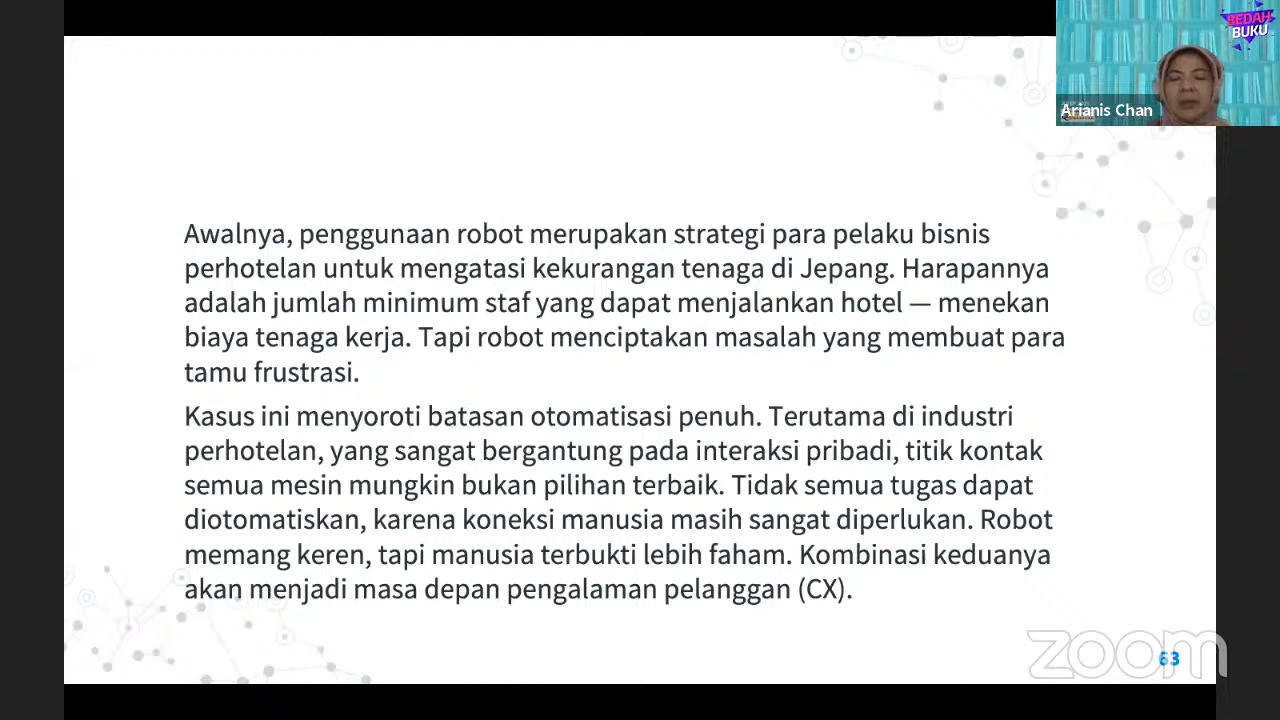 BEDAH
BUKU
Arianis Chan
Awalnya, penggunaan robot merupakan strategi para pelaku bisnis
perhotelan untuk mengatasi kekurangan tenaga di Jepang. Harapannya
adalah jumlah minimum staf yang dapat menjalankan hotel — menekan
biaya tenaga kerja. Tapi robot menciptakan masalah yang membuat para
tamu frustrasi.
Kasus ini menyoroti batasan otomatisasi penuh. Terutama di industri
perhotelan, yang sangat bergantung pada interaksi pribadi, titik kontak
semua mesin mungkin bukan pilihan terbaik. Tidak semua tugas dapat
diotomatiskan, karena koneksi manusia masih sangat diperlukan. Robot
memang keren, tapi manusia terbukti lebih faham. Kombinasi keduanya
akan menjadi masa depan pengalaman pelanggan (CX).
zoom
63